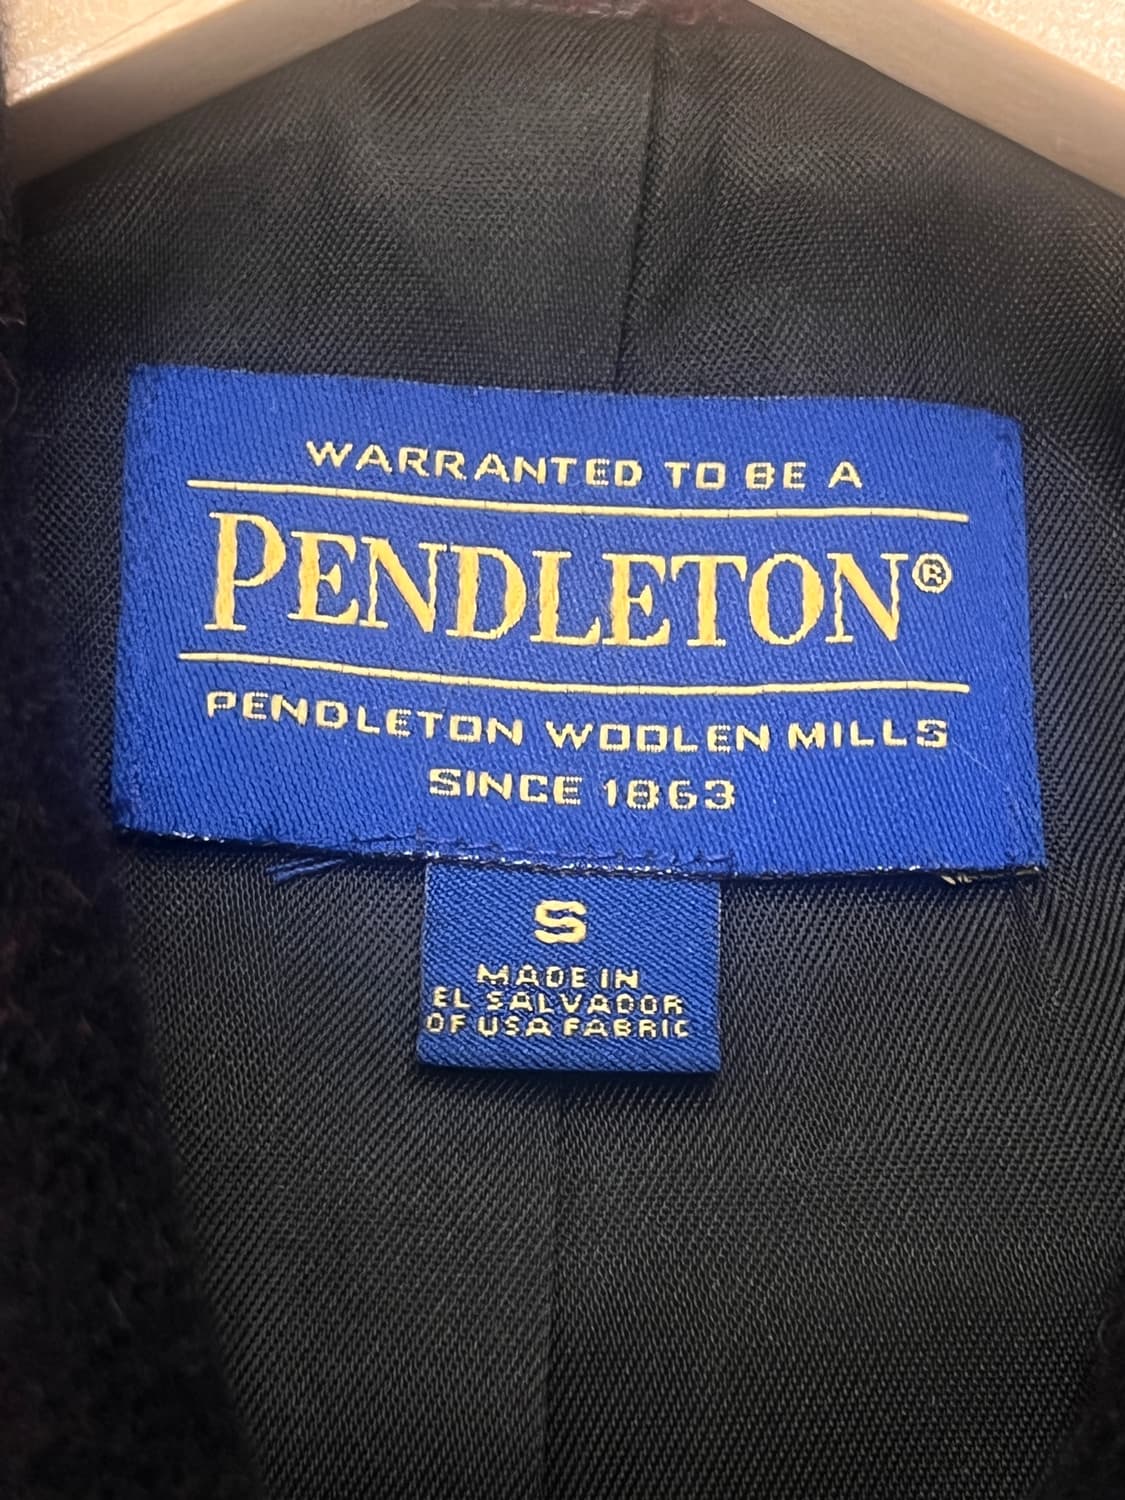 WARRANTED TO BE A
PENDLETON®
PENDLETON WOOLEN MILLS
SINCE 1863
S
MADE IN
EL SALVADOR
OF USA FABRIC